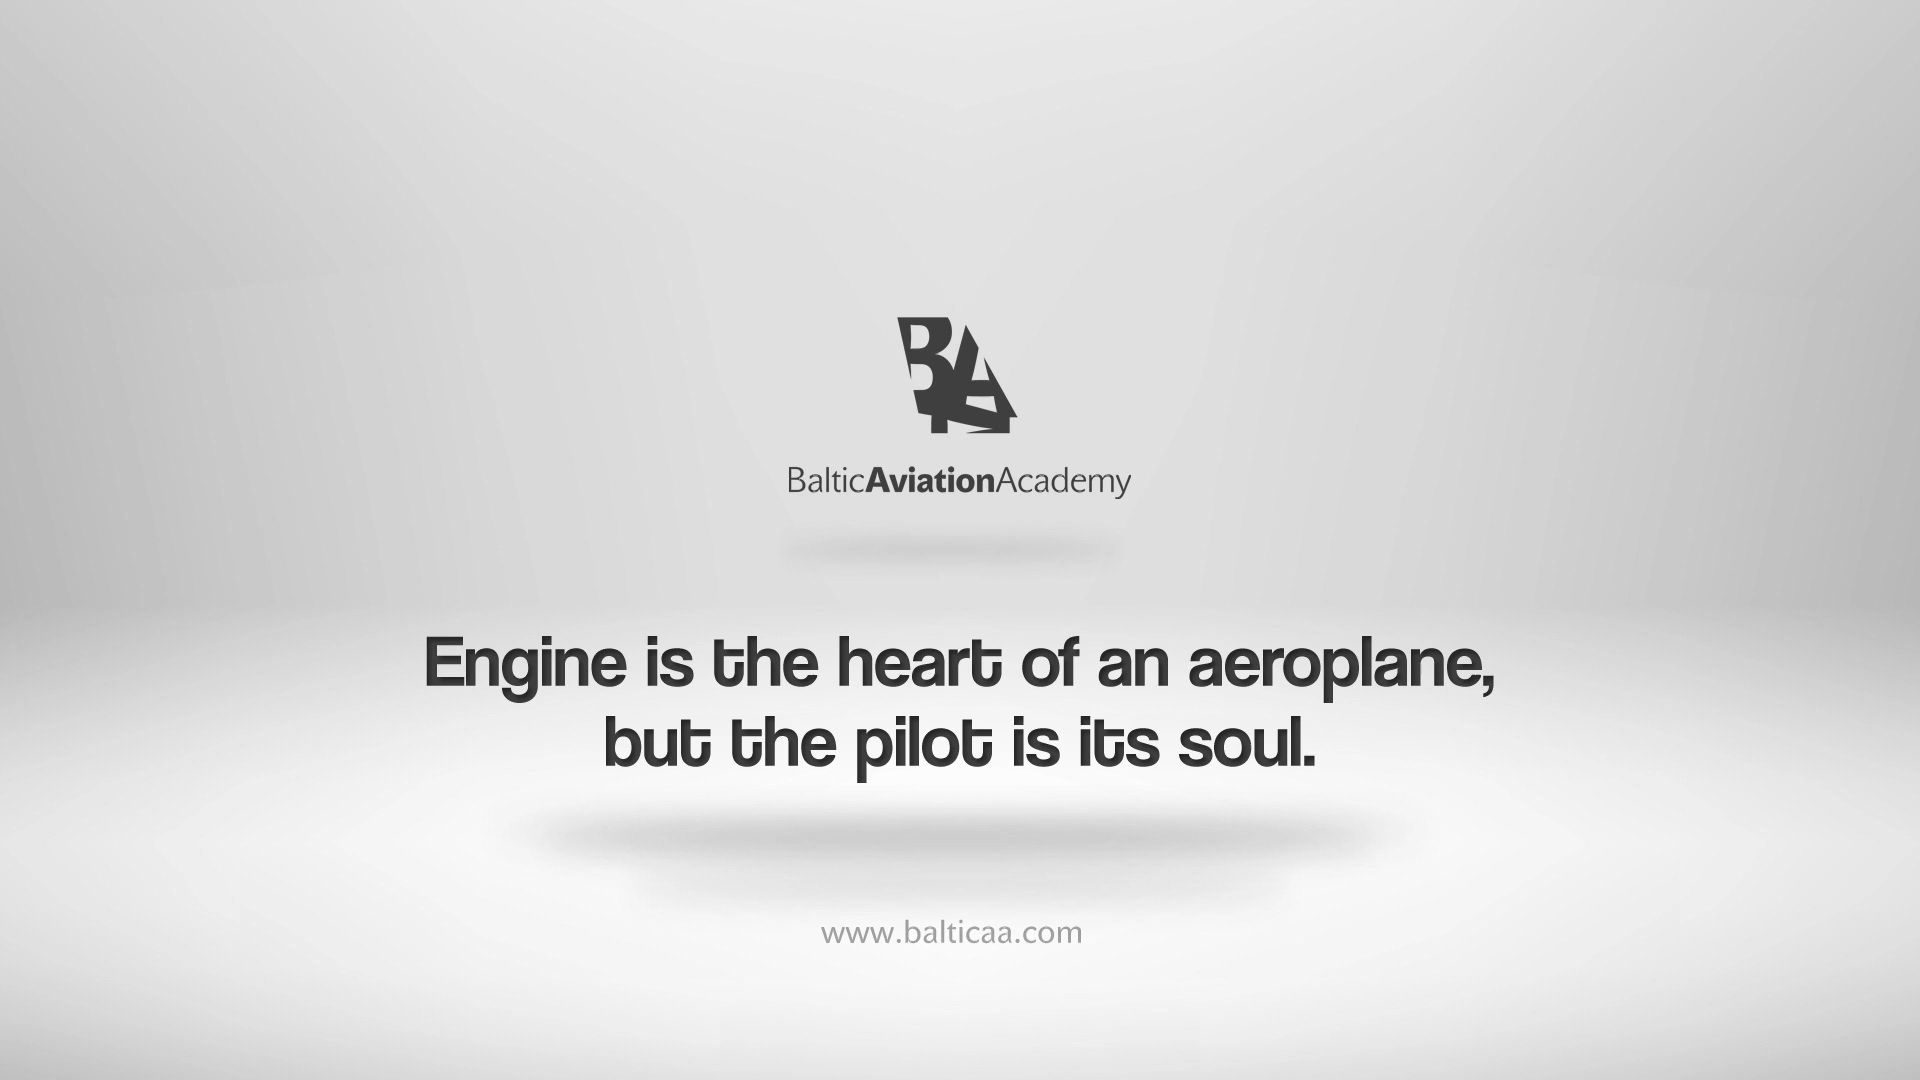 BA
BalticAviationAcademy
Engine is the heart of an aeroplane,
but the pilot is its soul.
www.balticaa.com